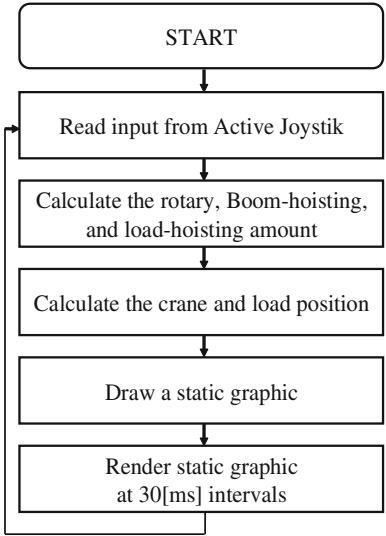 START
Read input from Active Joystik
Calculate the rotary, Boom-hoisting,
and load-hoisting amount
Calculate the crane and load position
Draw a static graphic
Render static graphic
at 30[ms] intervals